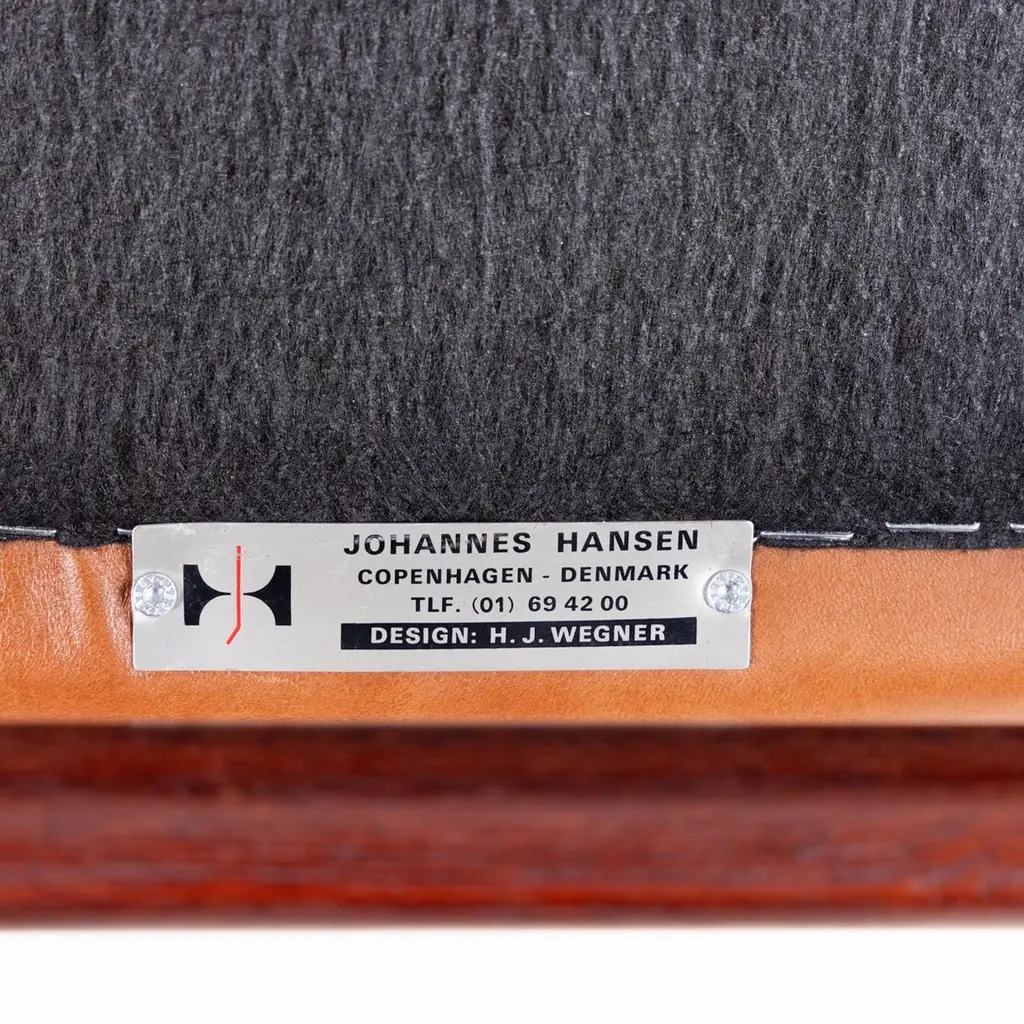 JOHANNES HANSEN
COPENHAGEN - DENMARK
TLF. (01) 69 42 00
DESIGN: H. J. WEGNER